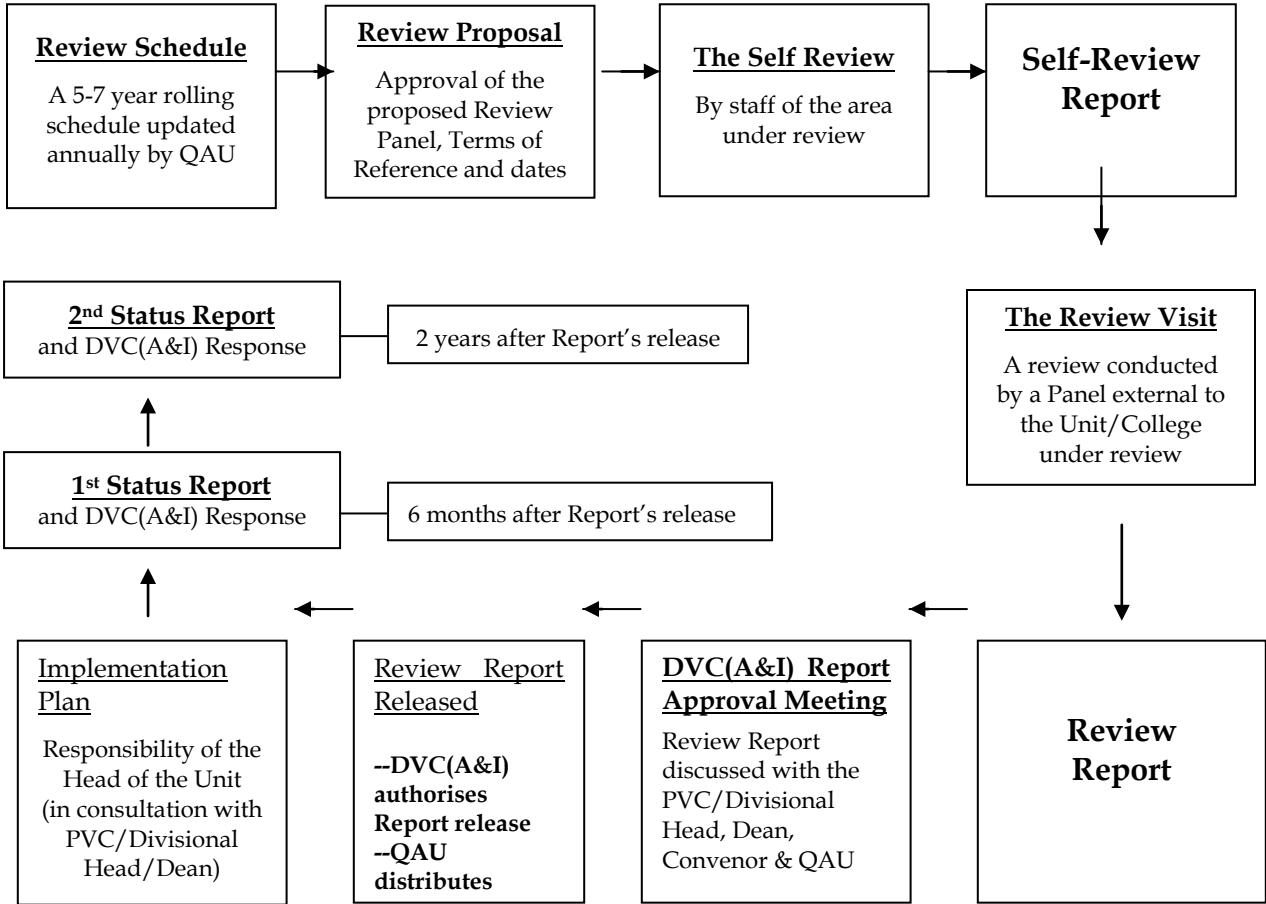 Review Schedule
A 5-7 year rolling
schedule updated
annually by QAU
Review Proposal
Approval of the
proposed Review
Panel, Terms of
Reference and dates
The Self Review
By staff of the area
under review
Self-Review
Report
2nd Status Report
and DVC(A&I) Response
2 years after Report’s release
The Review Visit
A review conducted
by a Panel external to
the Unit/College
under review
1st Status Report
and DVC(A&I) Response
6 months after Report’s release
Implementation
Plan
Responsibility of the
Head of the Unit
(in consultation with
PVC/Divisional
Head/Dean)
Review Report
Released
--DVC(A&I)
authorises
Report release
--QAU
distributes
DVC(A&I) Report
Approval Meeting
Review Report
discussed with the
PVC/Divisional
Head, Dean,
Convenor & QAU
Review
Report